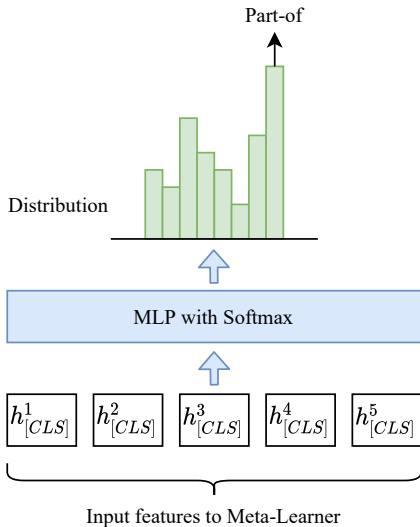 Part-of
Distribution
MLP with Softmax
h^1_{[CLS]} h^2_{[CLS]} h^3_{[CLS]} h^4_{[CLS]} h^5_{[CLS]}
Input features to Meta-Learner